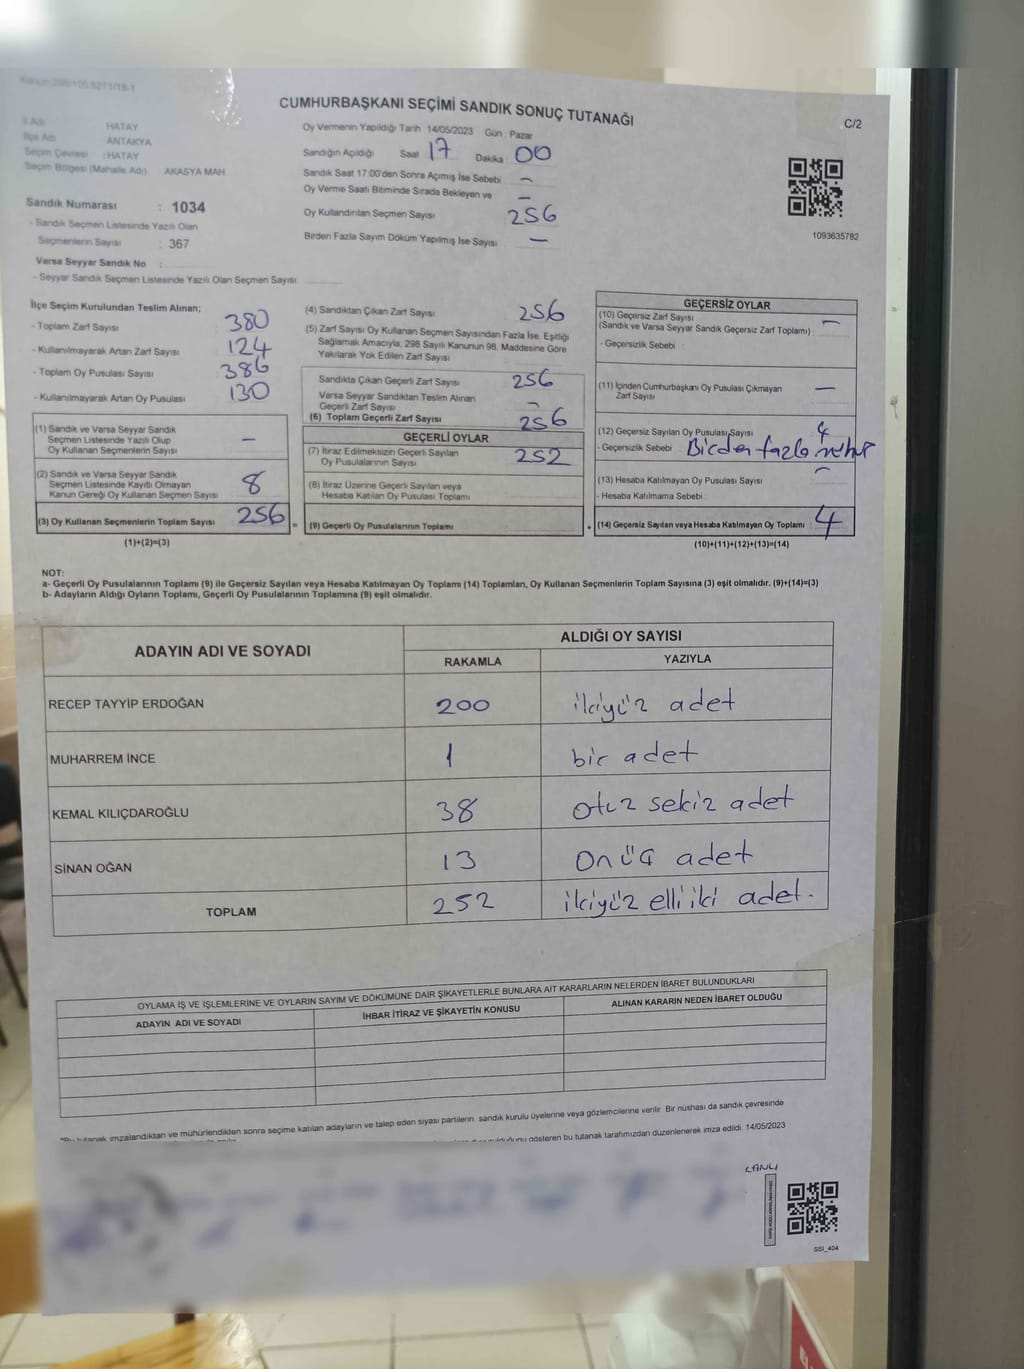 Kanun:298/105,6271/18-1
CUMHURBAŞKANI SEÇİMİ SANDIK SONUÇ TUTANAĞI
C/2
İl Adı HATAY
İlçe Adı ANTAKYA
Seçim Çevresi : HATAY
Seçim Bölgesi (Mahalle Adı) AKASYA MAH
Sandık Numarası : 1034
- Sandık Seçmen Listesinde Yazılı Olan
Seçmenlerin Sayısı : 367
Varsa Seyyar Sandık No :
- Seyyar Sandık Seçmen Listesinde Yazılı Olan Seçmen Sayısı
Oy Vermenin Yapıldığı Tarih 14/05/2023 Gün : Pazar
Sandığın Açıldığı Saat 17 Dakika 00
Sandık Saat 17:00'den Sonra Açımış İse Sebebi -
Oy Verme Saati Bitiminde Sırada Bekleyen ve
Oy Kullandırılan Seçmen Sayısı - 256
Birden Fazla Sayım Döküm Yapılmış İse Sayısı -
1093635782
İlçe Seçim Kurulundan Teslim Alınan;
- Toplam Zarf Sayısı 380
- Kullanılmayarak Artan Zarf Sayısı 124
- Toplam Oy Pusulası Sayısı 386
- Kullanılmayarak Artan Oy Pusulası 130
(1) Sandık ve Varsa Seyyar Sandık
Seçmen Listesinde Yazılı Olup
Oy Kullanan Seçmenlerin Sayısı -
(2) Sandık ve Varsa Seyyar Sandık
Seçmen Listesinde Kayıtlı Olmayan
Kanun Gereği Oy Kullanan Seçmen Sayısı 8
(3) Oy Kullanan Seçmenlerin Toplam Sayısı 256 =
(1)+(2)=(3)
(4) Sandıktan Çıkan Zarf Sayısı 256
(5) Zarf Sayısı Oy Kullanan Seçmen Sayısından Fazla İse, Eşitliği
Sağlamak Amacıyla, 298 Sayılı Kanunun 98. Maddesine Göre
Yakılarak Yok Edilen Zarf Sayısı
Sandıkta Çıkan Geçerli Zarf Sayısı 256
Varsa Seyyar Sandıktan Teslim Alınan
Geçerli Zarf Sayısı -
(6) Toplam Geçerli Zarf Sayısı 256
GEÇERLİ OYLAR
(7) İtiraz Edilmeksizin Geçerli Sayılan
Oy Pusulalarının Sayısı 252
(8) İtiraz Üzerine Geçerli Sayılan veya
Hesaba Katılan Oy Pusulası Toplamı
(9) Geçerli Oy Pusulalarının Toplamı +
GEÇERSİZ OYLAR
(10) Geçersiz Zarf Sayısı
(Sandık ve Varsa Seyyar Sandık Geçersiz Zarf Toplamı) : -
- Geçersizlik Sebebi :
(11) İçinden Cumhurbaşkanı Oy Pusulası Çıkmayan
Zarf Sayısı -
(12) Geçersiz Sayılan Oy Pusulası Sayısı 4
- Geçersizlik Sebebi Birden fazla mühür
(13) Hesaba Katılmayan Oy Pusulası Sayısı -
- Hesaba Katılmama Sebebi
(14) Geçersiz Sayılan veya Hesaba Katılmayan Oy Toplamı 4
(10)+(11)+(12)+(13)=(14)
NOT:
a- Geçerli Oy Pusulalarının Toplamı (9) ile Geçersiz Sayılan veya Hesaba Katılmayan Oy Toplamı (14) Toplamları, Oy Kullanan Seçmenlerin Toplam Sayısına (3) eşit olmalıdır. (9)+(14)=(3)
b- Adayların Aldığı Oyların Toplamı, Geçerli Oy Pusulalarının Toplamına (9) eşit olmalıdır.
ADAYIN ADI VE SOYADI
ALDIĞI OY SAYISI
RAKAMLA YAZIYLA
RECEP TAYYİP ERDOĞAN 200 ikiyüz adet
MUHARREM İNCE 1 bir adet
KEMAL KILIÇDAROĞLU 38 otuz sekiz adet
SİNAN OĞAN 13 onüç adet
TOPLAM 252 ikiyüz elli iki adet.
OYLAMA İŞ VE İŞLEMLERİNE VE OYLARIN SAYIM VE DÖKÜMÜNE DAİR ŞİKAYETLERLE BUNLARA AİT KARARLARIN NELERDEN İBARET BULUNDUKLARI
ADAYIN ADI VE SOYADI İHBAR İTİRAZ VE ŞİKAYETİN KONUSU ALINAN KARARIN NEDEN İBARET OLDUĞU
*Bu tutanak imzalandıktan ve mühürlendikten sonra seçime katılan adayların ve talep eden siyasi partilerin sandık kurulu üyelerine veya gözlemcilerine verilir. Bir nüshası da sandık çevresinde
gösteren bu tutanak tarafımızdan düzenlenerek imza edildi. 14/05/2023
CANLI
SSI_404